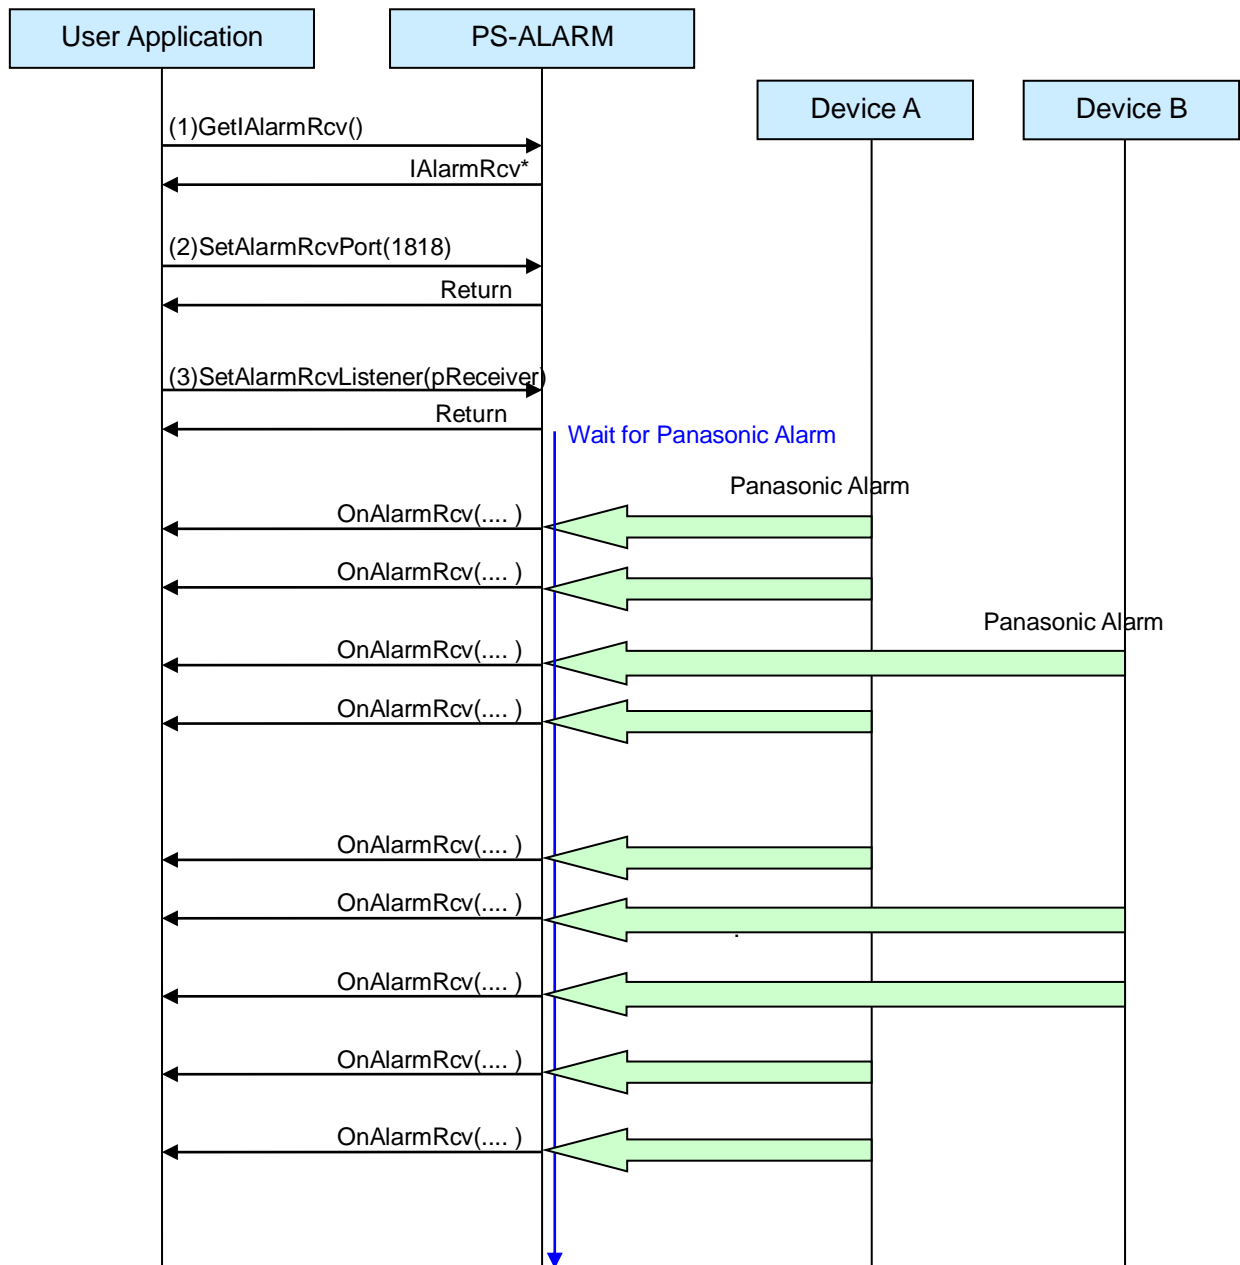 User Application
PS-ALARM
Device A
Device B
(1)GetIAlarmRcv()
IAlarmRcv*
(2)SetAlarmRcvPort(1818)
Return
(3)SetAlarmRcvListener(pReceiver)
Return
Wait for Panasonic Alarm
Panasonic Alarm
OnAlarmRcv(.... )
OnAlarmRcv(.... )
Panasonic Alarm
OnAlarmRcv(.... )
OnAlarmRcv(.... )
OnAlarmRcv(.... )
OnAlarmRcv(.... )
OnAlarmRcv(.... )
OnAlarmRcv(.... )
OnAlarmRcv(.... )